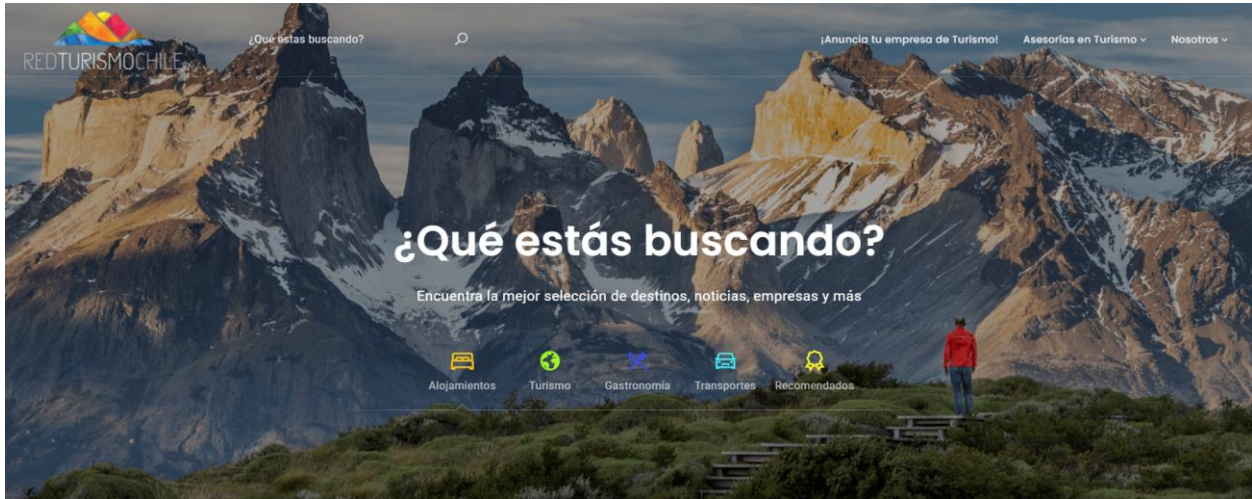 ¿Qué estas buscando?
¡Anuncia tu empresa de Turismo! Asesorías en Turismo Nosotros
REDTURISMOCHILE
¿Qué estás buscando?
Encuentra la mejor selección de destinos, noticias, empresas y más
Alojamientos Turismo Gastronomía Transportes Recomendados